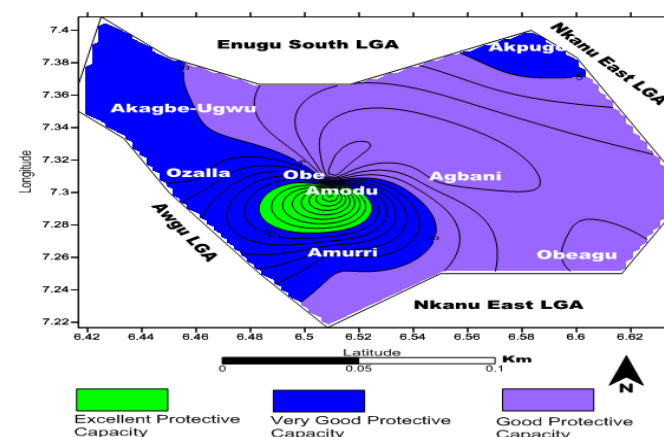 7.4
7.38
7.36
7.34
7.32
7.3
7.28
7.26
7.24
7.22
Longitude
Enugu South LGA
Akpugo
Nkanu East LGA
5
5
Akagbe-Ugwu
Ozalla
Obe
Agbani
Amodu
Awgu LGA
10
5
Amurri
Obeagu
Nkanu East LGA
6.42
6.44
6.46
6.48
6.5
6.52
6.54
6.56
6.58
6.6
6.62
Latitude
Km
0
0.05
0.1
N
Excellent Protective
Capacity
Very Good Protective
Capacity
Good Protective
Capacity